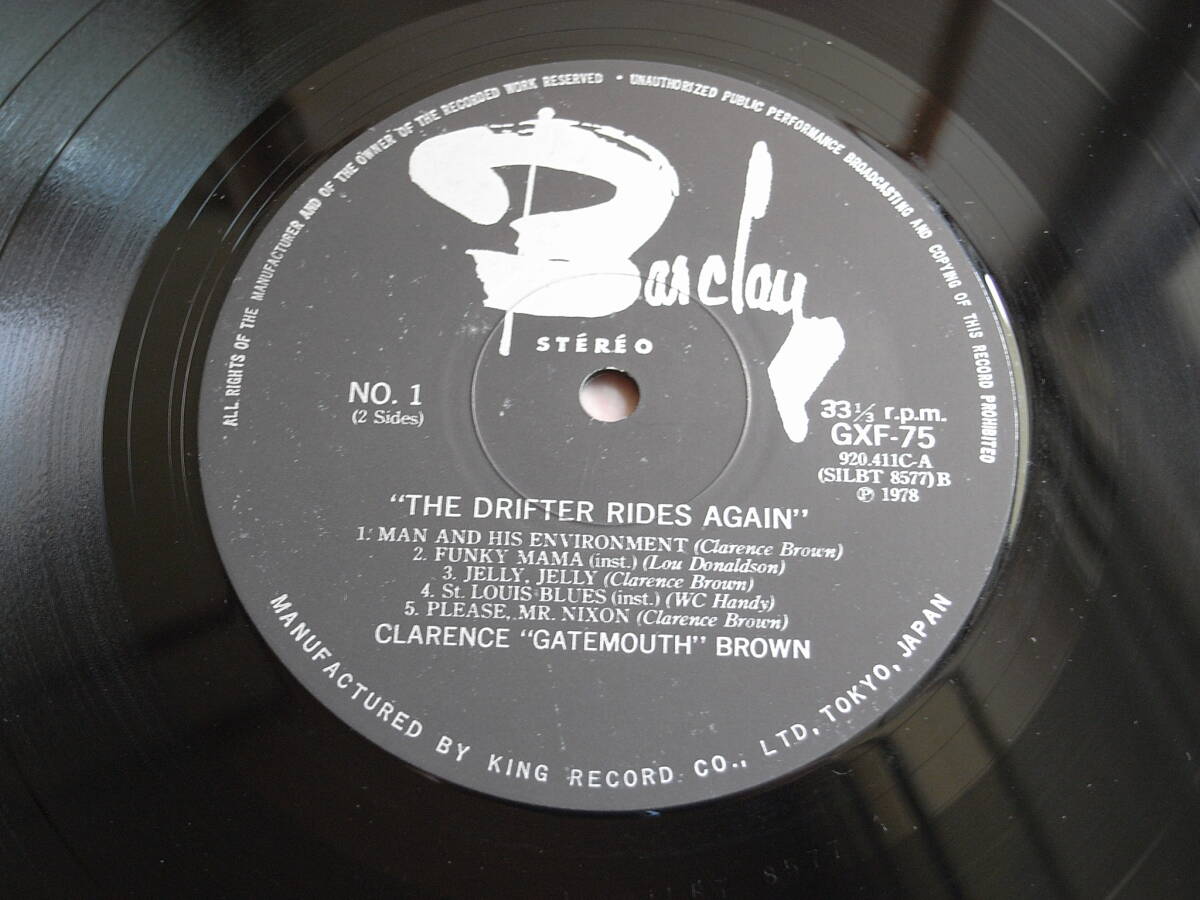 ALL RIGHTS OF THE MANUFACTURER AND OF THE OWNER OF THE RECORDED WORK RESERVED • UNAUTHORIZED PUBLIC PERFORMANCE BROADCASTING AND COPYING OF THIS RECORD PROHIBITED
Barclay
STÉRÉO
NO. 1
(2 Sides)
33⅓ r.p.m.
GXF-75
920.411C-A
(SILBT 8577) B
℗ 1978
"THE DRIFTER RIDES AGAIN"
1. MAN AND HIS ENVIRONMENT (Clarence Brown)
2. FUNKY MAMA (inst.) (Lou Donaldson)
3. JELLY, JELLY (Clarence Brown)
4. St. LOUIS BLUES (inst.) (WC Handy)
5. PLEASE, MR. NIXON (Clarence Brown)
CLARENCE "GATEMOUTH" BROWN
MANUFACTURED BY KING RECORD CO., LTD, TOKYO, JAPAN
8577